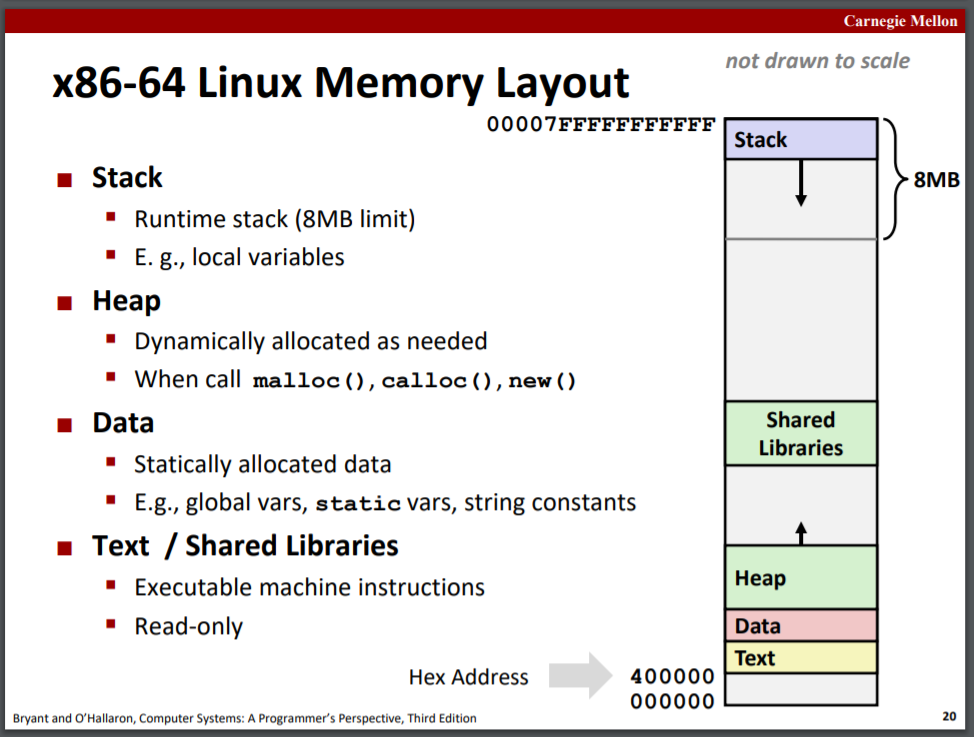 Carnegie Mellon
not drawn to scale
x86-64 Linux Memory Layout
00007FFFFFFFFFFF
Stack
8MB
Stack
Runtime stack (8MB limit)
E. g., local variables
Heap
Dynamically allocated as needed
When call malloc(), calloc(), new()
Data
Statically allocated data
E.g., global vars, static vars, string constants
Text / Shared Libraries
Executable machine instructions
Read-only
Shared
Libraries
Heap
Data
Text
Hex Address
400000
000000
Bryant and O'Hallaron, Computer Systems: A Programmer's Perspective, Third Edition
20